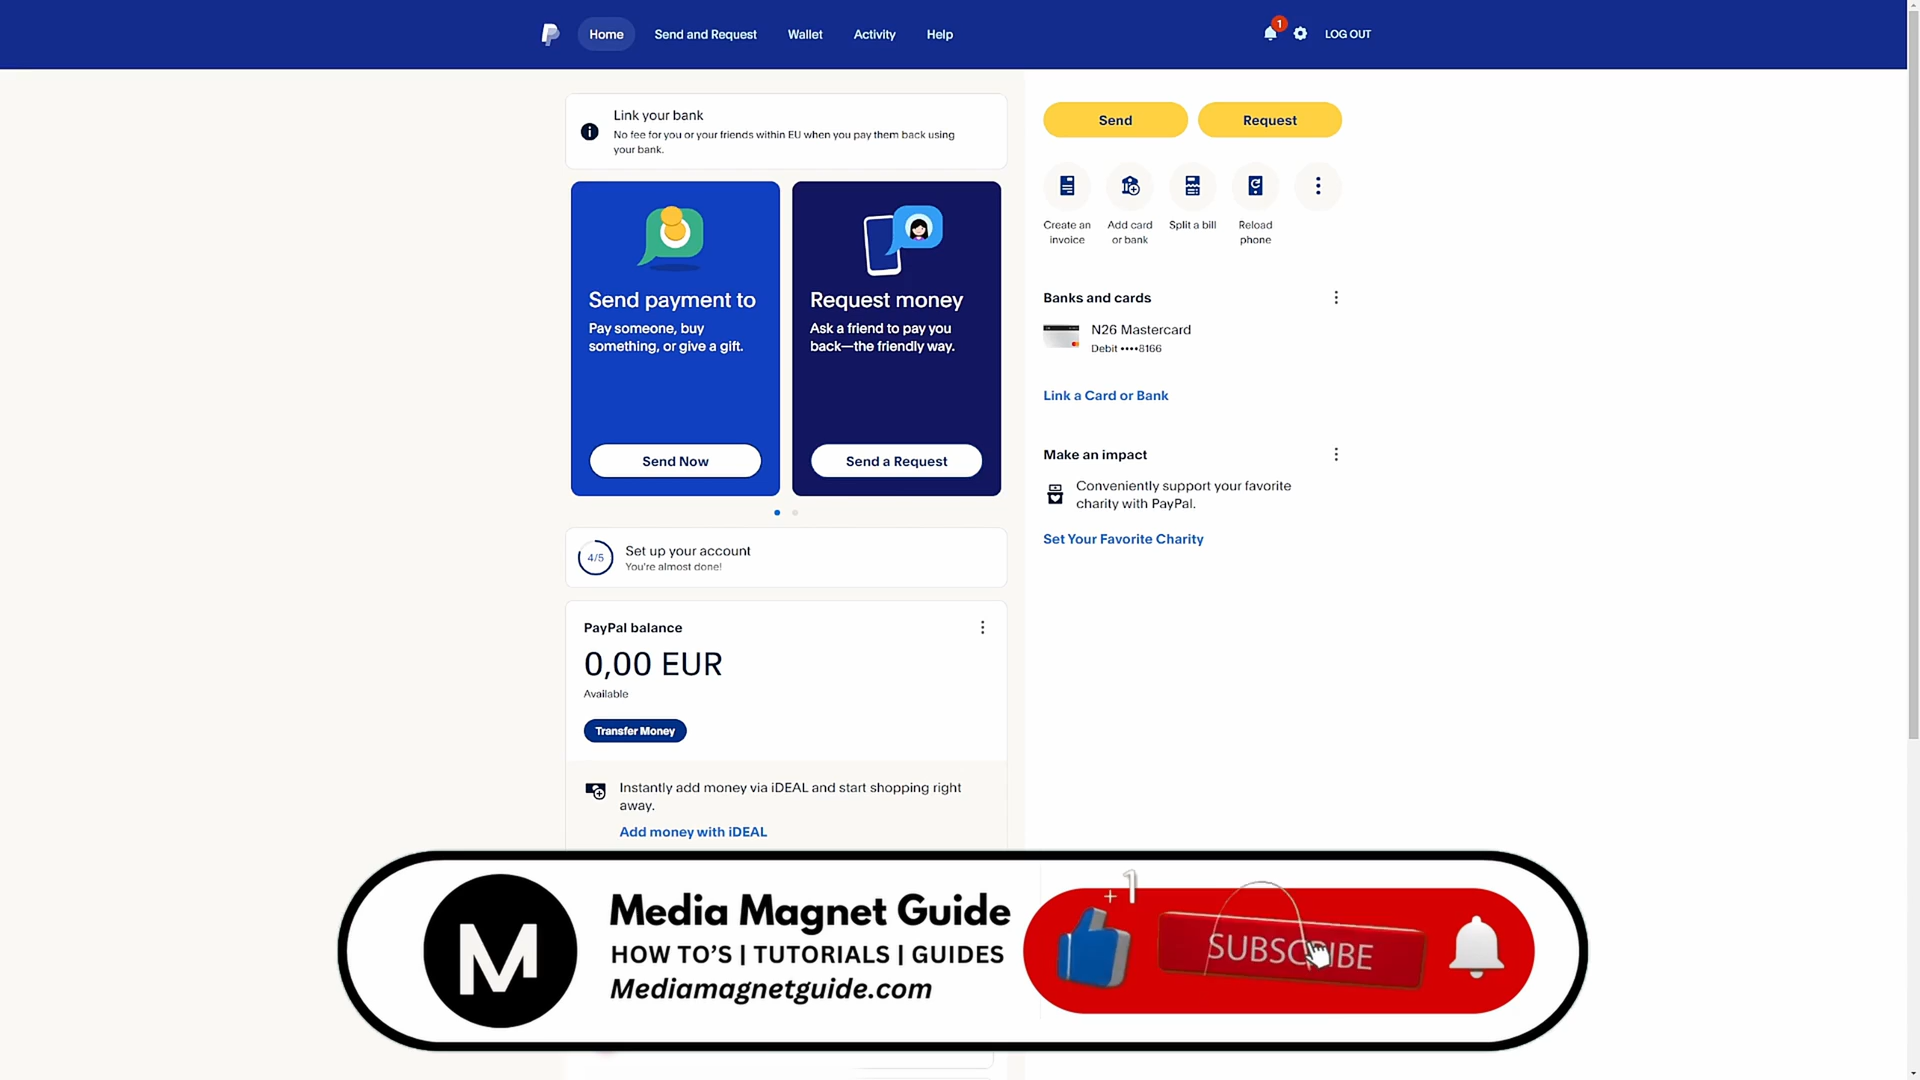 Home
Send and Request
Wallet
Activity
Help
1
LOG OUT
Link your bank
No fee for you or your friends within EU when you pay them back using
your bank.
Send payment to
Pay someone, buy
something, or give a gift.
Send Now
Request money
Ask a friend to pay you
back—the friendly way.
Send a Request
4/5
Set up your account
You're almost done!
PayPal balance
0,00 EUR
Available
Transfer Money
Instantly add money via iDEAL and start shopping right
away.
Add money with iDEAL
Send
Request
Create an
invoice
Add card
or bank
Split a bill
Reload
phone
Banks and cards
N26 Mastercard
Debit ••••8166
Link a Card or Bank
Make an impact
Conveniently support your favorite
charity with PayPal.
Set Your Favorite Charity
M
Media Magnet Guide
HOW TO'S | TUTORIALS | GUIDES
Mediamagnetguide.com
+1
SUBSCRIBE